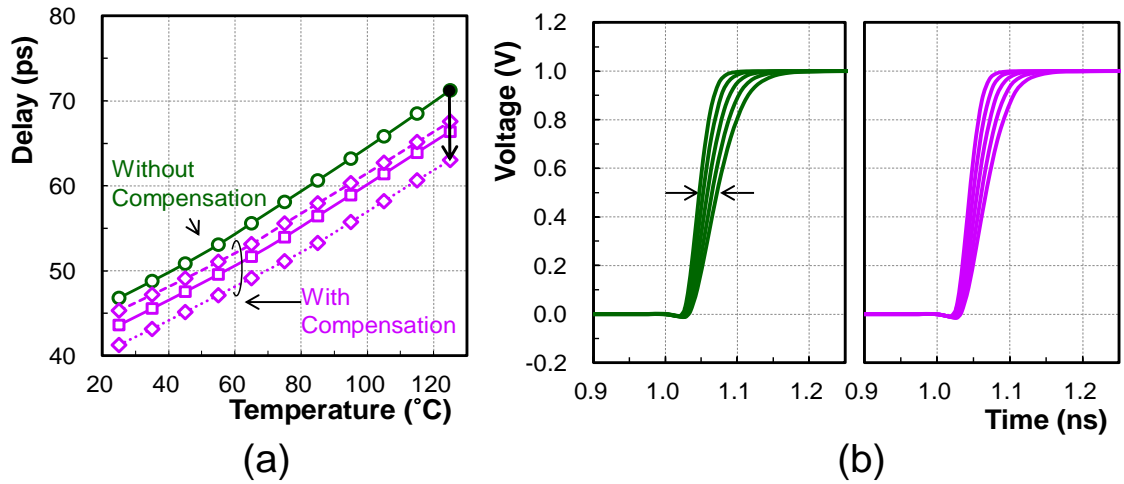 Delay (ps)
80
70
60
50
40
Without
Compensation
With
Compensation
20
40
60
80
100
120
Temperature (˚C)
(a)
Voltage (V)
1.2
1.0
0.8
0.6
0.4
0.2
0.0
-0.2
0.9
1.0
1.1
1.2
0.9
1.0
1.1
1.2
Time (ns)
(b)